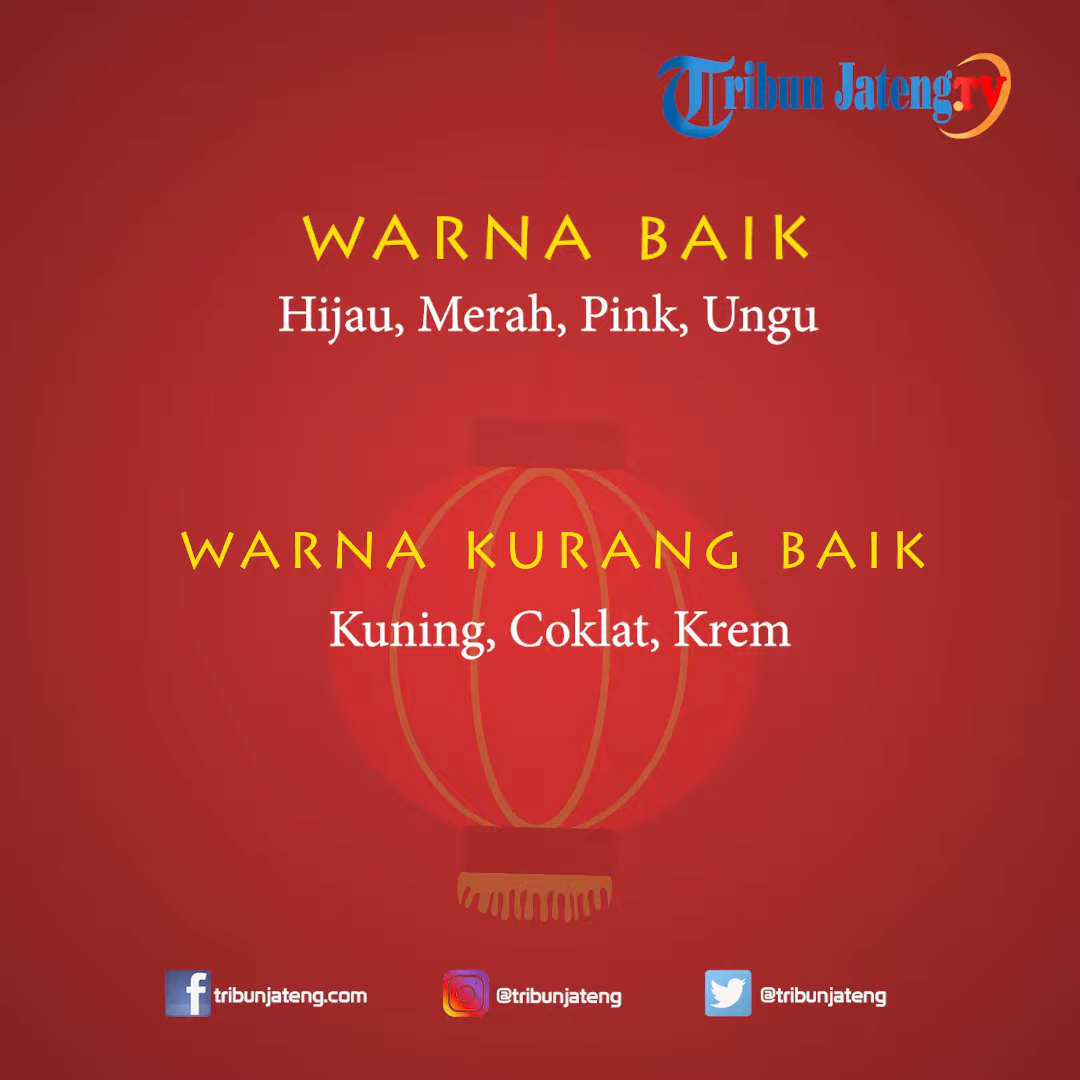 Tribun Jateng.TV
WARNA BAIK
Hijau, Merah, Pink, Ungu
WARNA KURANG BAIK
Kuning, Coklat, Krem
tribunjateng.com
@tribunjateng
@tribunjateng